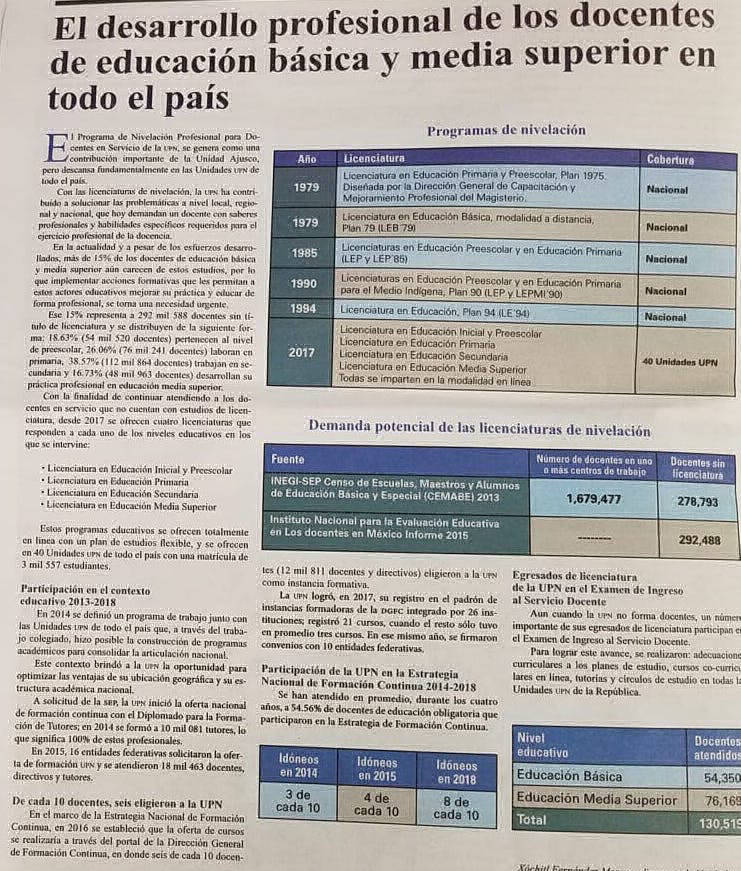 El desarrollo profesional de los docentes
de educación básica y media superior en
todo el país
El Programa de Nivelación Profesional para Do-
centes en Servicio de la UPN, se genera como una
contribución importante de la Unidad Ajusco,
pero descansa fundamentalmente en las Unidades UPN de
todo el país.
Con las licenciaturas de nivelación, la UPN ha contri-
buido a solucionar las problemáticas a nivel local, regio-
nal y nacional, que hoy demandan un docente con saberes
profesionales y habilidades específicos requeridos para el
ejercicio profesional de la docencia.
En la actualidad y a pesar de los esfuerzos desarro-
llados, más de 15% de los docentes de educación básica
y media superior aún carecen de estos estudios, por lo
que implementar acciones formativas que les permitan a
estos actores educativos mejorar su práctica y educar de
forma profesional, se torna una necesidad urgente.
Ese 15% representa a 292 mil 588 docentes sin tí-
tulo de licenciatura y se distribuyen de la siguiente for-
ma: 18.63% (54 mil 520 docentes) pertenecen al nivel
de preescolar, 26.06% (76 mil 241 docentes) laboran en
primaria, 38.57% (112 mil 864 docentes) trabajan en se-
cundaria y 16.73% (48 mil 963 docentes) desarrollan su
práctica profesional en educación media superior.
Con la finalidad de continuar atendiendo a los do-
centes en servicio que no cuentan con estudios de licen-
ciatura, desde 2017 se ofrecen cuatro licenciaturas que
responden a cada uno de los niveles educativos en los
que se intervine:
• Licenciatura en Educación Inicial y Preescolar
• Licenciatura en Educación Primaria
• Licenciatura en Educación Secundaria
• Licenciatura en Educación Media Superior
Estos programas educativos se ofrecen totalmente
en línea con un plan de estudios flexible, y se ofrecen
en 40 Unidades UPN de todo el país con una matrícula de
3 mil 557 estudiantes.
Participación en el contexto
educativo 2013-2018
En 2014 se definió un programa de trabajo junto con
las Unidades UPN de todo el país que, a través del traba-
jo colegiado, hizo posible la construcción de programas
académicos para consolidar la articulación nacional.
Este contexto brindó a la UPN la oportunidad para
optimizar las ventajas de su ubicación geográfica y su es-
tructura académica nacional.
A solicitud de la SEP, la UPN inició la oferta nacional
de formación continua con el Diplomado para la Forma-
ción de Tutores; en 2014 se formó a 10 mil 081 tutores, lo
que significa 100% de estos profesionales.
En 2015, 16 entidades federativas solicitaron la ofer-
ta de formación UPN y se atendieron 18 mil 463 docentes,
directivos y tutores.
De cada 10 docentes, seis eligieron a la UPN
En el marco de la Estrategia Nacional de Formación
Continua, en 2016 se estableció que la oferta de cursos
se realizaría a través del portal de la Dirección General
de Formación Continua, en donde seis de cada 10 docen-
Programas de nivelación
Año Licenciatura Cobertura
1979 Licenciatura en Educación Primaria y Preescolar, Plan 1975.
Diseñada por la Dirección General de Capacitación y
Mejoramiento Profesional del Magisterio. Nacional
1979 Licenciatura en Educación Básica, modalidad a distancia,
Plan 79 (LEB'79) Nacional
1985 Licenciaturas en Educación Preescolar y en Educación Primaria
(LEP y LEP'85) Nacional
1990 Licenciaturas en Educación Preescolar y en Educación Primaria
para el Medio Indígena, Plan 90 (LEP y LEPMI'90) Nacional
1994 Licenciatura en Educación, Plan 94 (LE'94) Nacional
2017 Licenciatura en Educación Inicial y Preescolar
Licenciatura en Educación Primaria
Licenciatura en Educación Secundaria
Licenciatura en Educación Media Superior
Todas se imparten en la modalidad en línea 40 Unidades UPN
Demanda potencial de las licenciaturas de nivelación
Fuente Número de docentes en uno
o más centros de trabajo Docentes sin
licenciatura
INEGI-SEP Censo de Escuelas, Maestros y Alumnos
de Educación Básica y Especial (CEMABE) 2013 1,679,477 278,793
Instituto Nacional para la Evaluación Educativa
en Los docentes en México Informe 2015 -------- 292,488
tes (12 mil 811 docentes y directivos) eligieron a la UPN
como instancia formativa.
La UPN logró, en 2017, su registro en el padrón de
instancias formadoras de la DGFC integrado por 26 ins-
tituciones; registró 21 cursos, cuando el resto sólo tuvo
en promedio tres cursos. En ese mismo año, se firmaron
convenios con 10 entidades federativas.
Participación de la UPN en la Estrategia
Nacional de Formación Continua 2014-2018
Se han atendido en promedio, durante los cuatro
años, a 54.56% de docentes de educación obligatoria que
participaron en la Estrategia de Formación Continua.
Idóneos
en 2014 Idóneos
en 2015 Idóneos
en 2018
3 de
cada 10 4 de
cada 10 8 de
cada 10
Egresados de licenciatura
de la UPN en el Examen de Ingreso
al Servicio Docente
Aun cuando la UPN no forma docentes, un númer
importante de sus egresados de licenciatura participan e
el Examen de Ingreso al Servicio Docente.
Para lograr este avance, se realizaron: adecuacione
curriculares a los planes de estudio, cursos co-curric
lares en línea, tutorías y círculos de estudio en todas l
Unidades UPN de la República.
Nivel
educativo Docentes
atendidos
Educación Básica 54,350
Educación Media Superior 76,169
Total 130,519